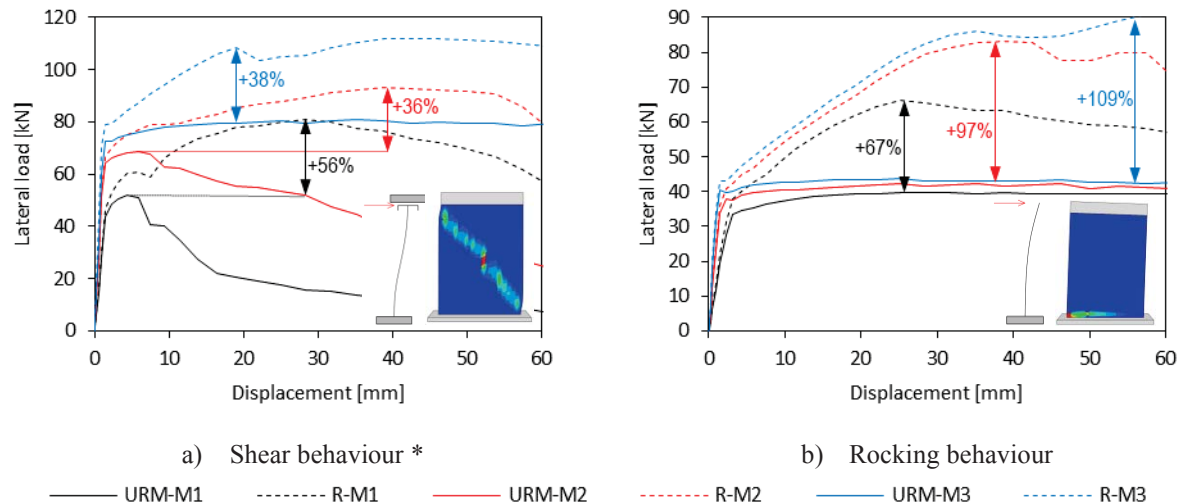 120
100
80
60
40
20
0
Lateral load [kN]
+38%
+36%
+56%
0 10 20 30 40 50 60
Displacement [mm]
a) Shear behaviour *
90
80
70
60
50
40
30
20
10
0
Lateral load [kN]
+67%
+97%
+109%
0 10 20 30 40 50 60
Displacement [mm]
b) Rocking behaviour
URM-M1 R-M1 URM-M2 R-M2 URM-M3 R-M3